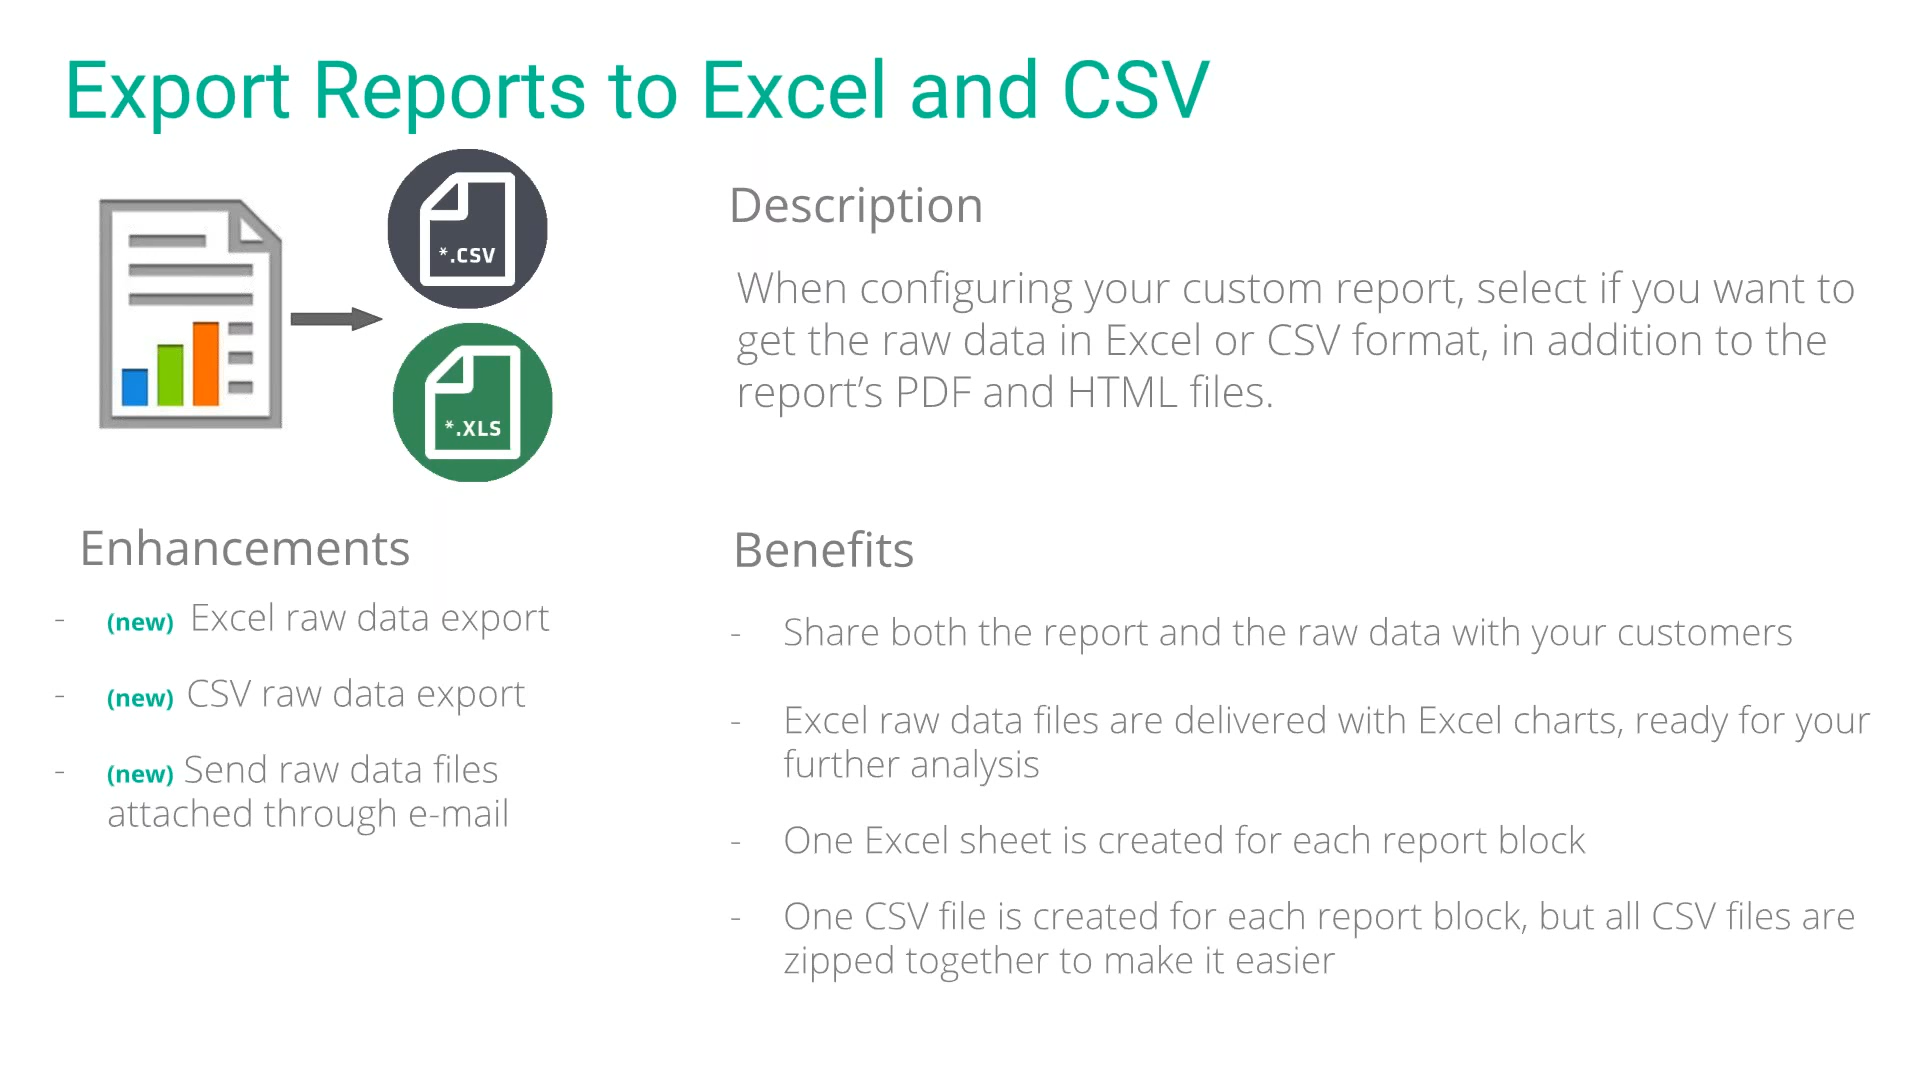 Export Reports to Excel and CSV
*.CSV
*.XLS
Description
When configuring your custom report, select if you want to
get the raw data in Excel or CSV format, in addition to the
report’s PDF and HTML files.
Enhancements
- (new) Excel raw data export
- (new) CSV raw data export
- (new) Send raw data files
attached through e-mail
Benefits
- Share both the report and the raw data with your customers
- Excel raw data files are delivered with Excel charts, ready for your
further analysis
- One Excel sheet is created for each report block
- One CSV file is created for each report block, but all CSV files are
zipped together to make it easier